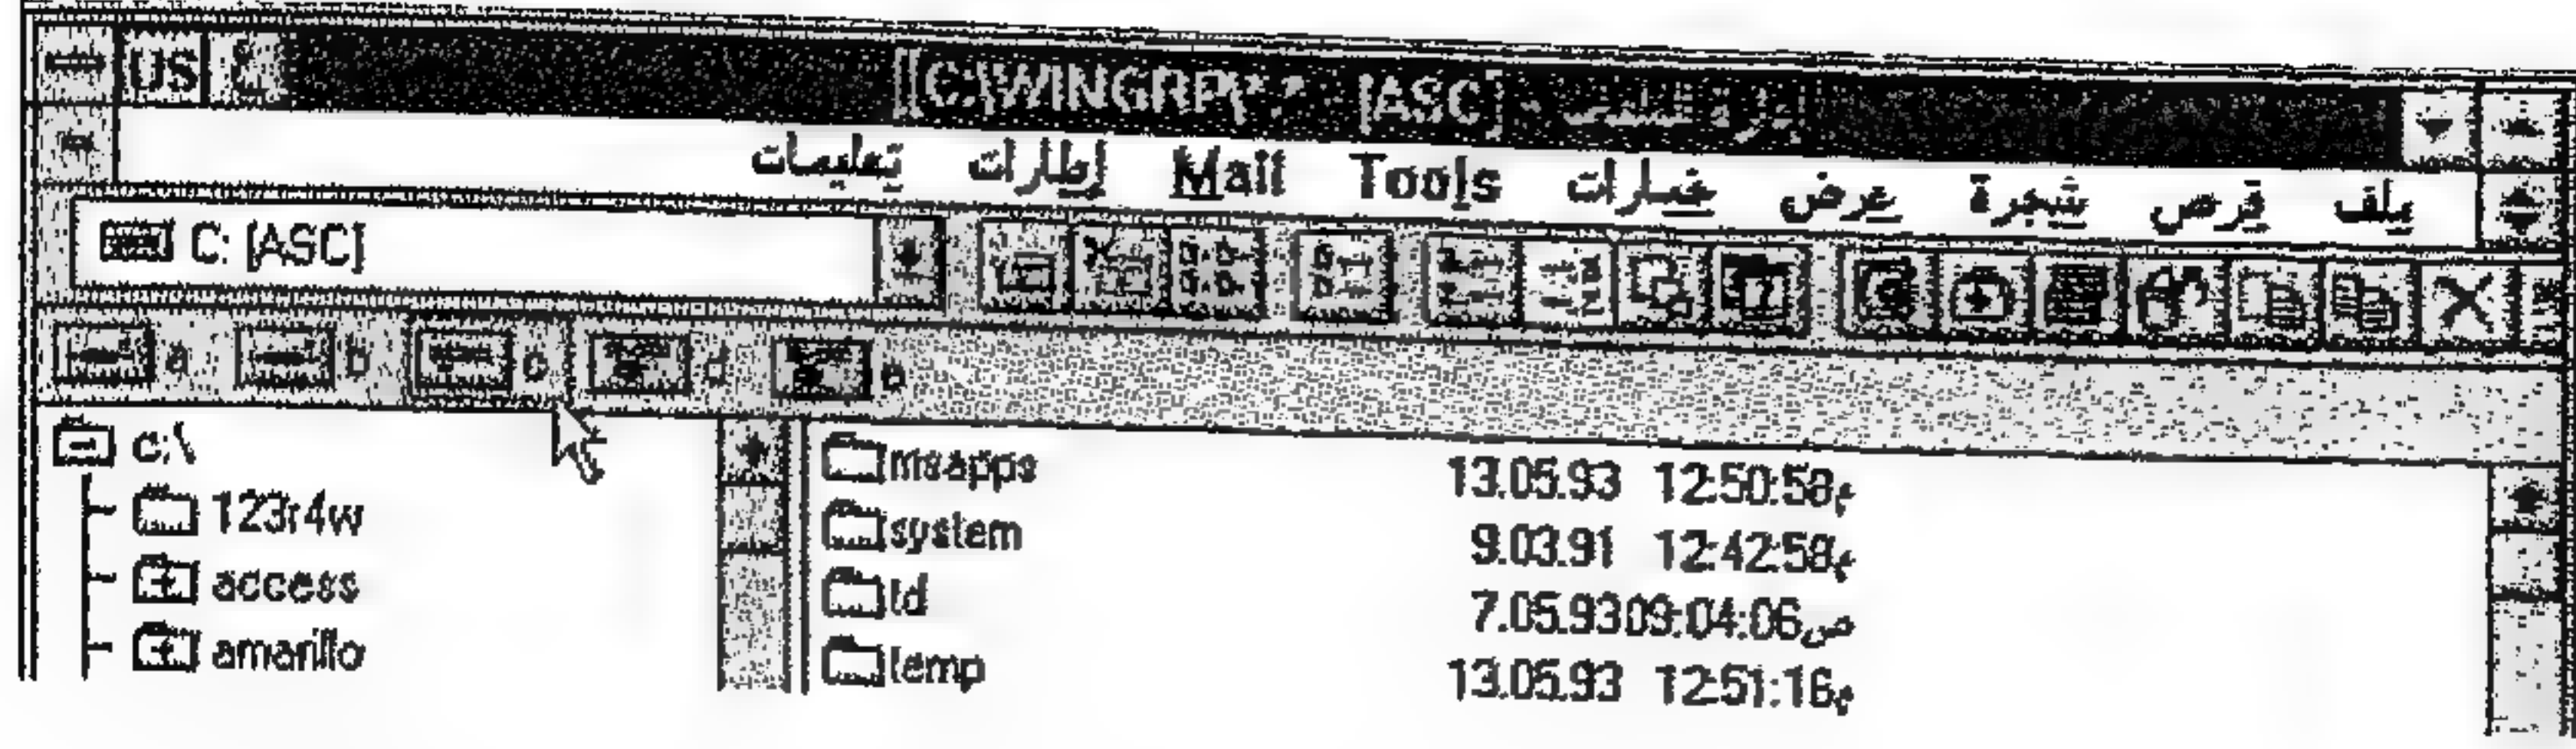 US [C:\WINGRP\*.* [ASC] -
ملف قرص شجرة عرض خيارات Tools Mail إطارات تعليمات
C: [ASC]
a b c d e
c:\
123r4w
access
amarillo
msapps 13.05.93 12:50:58م
system 9.03.91 12:42:58م
td 7.05.93 09:04:06ص
temp 13.05.93 12:51:16م